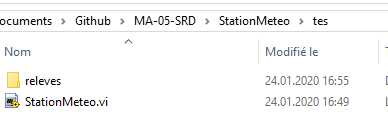 ocuments > Github > MA-05-SRD > StationMeteo > tes
Nom Modifié le
releves 24.01.2020 16:55
StationMeteo.vi 24.01.2020 16:49